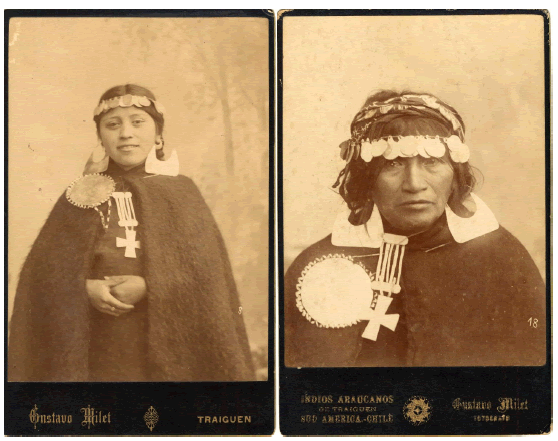 Gustavo Milet
TRAIGUEN
18
INDIOS ARAUCANOS
DE TRAIGUEN
SUD AMERICA-CHILE
Gustavo Milet
FOTOGRAFO